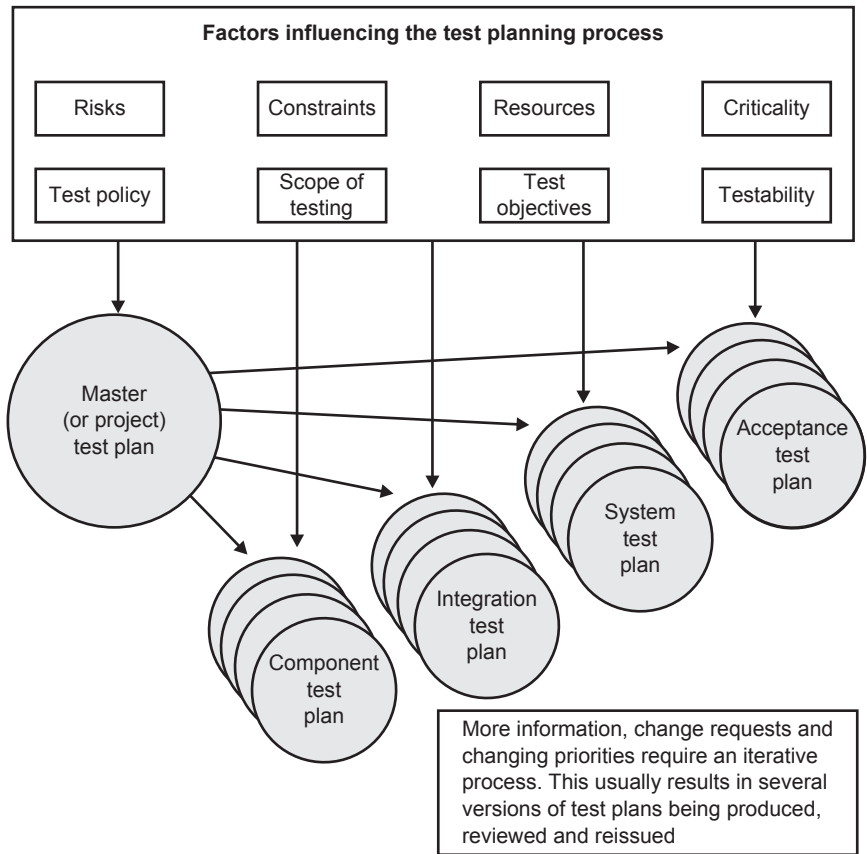 Factors influencing the test planning process
Risks
Constraints
Resources
Criticality
Test policy
Scope of
testing
Test
objectives
Testability
Master
(or project)
test plan
Acceptance
test
plan
System
test
plan
Integration
test
plan
Component
test
plan
More information, change requests and
changing priorities require an iterative
process. This usually results in several
versions of test plans being produced,
reviewed and reissued